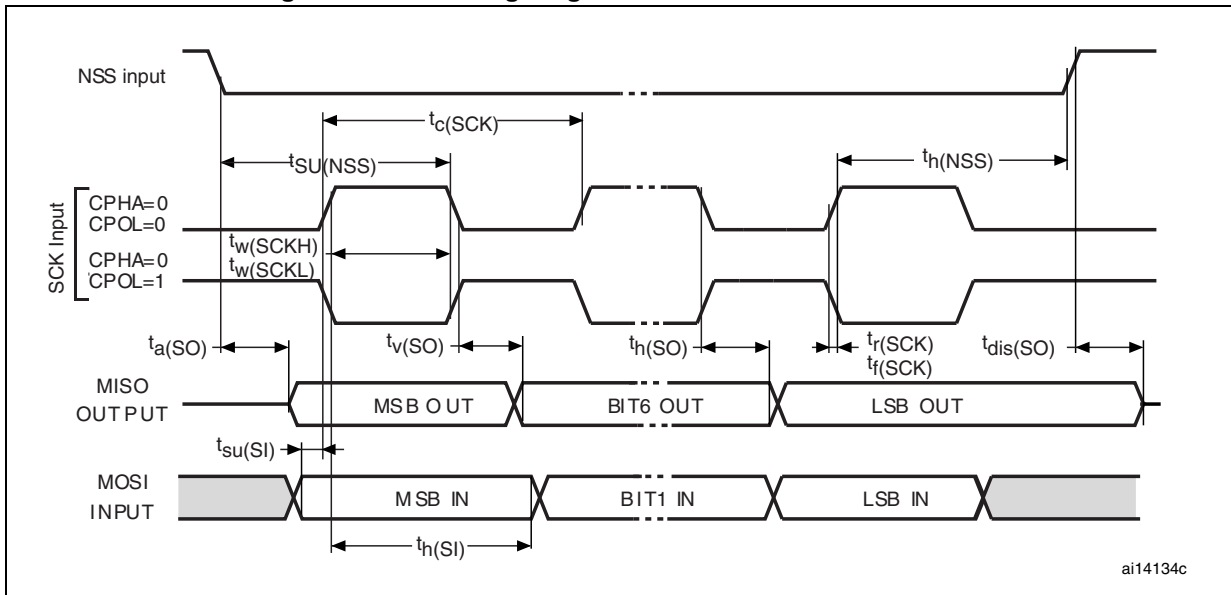 NSS input
tc(SCK)
tSU(NSS)
th(NSS)
SCK Input
CPHA=0
CPOL=0
tw(SCKH)
CPHA=0
tw(SCKL)
CPOL=1
ta(SO)
tv(SO)
th(SO)
tr(SCK)
tf(SCK)
tdis(SO)
MISO
OUTPUT
MSB OUT
BIT6 OUT
LSB OUT
tsu(SI)
MOSI
INPUT
MSB IN
BIT1 IN
LSB IN
th(SI)
ai14134c